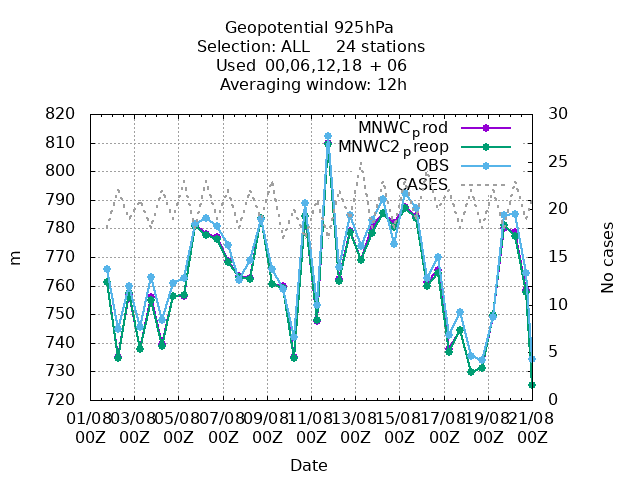 Geopotential 925hPa
Selection: ALL 24 stations
Used 00,06,12,18 + 06
Averaging window: 12h
820
810
800
790
780
770
760
750
740
730
720
m
30
25
20
15
10
5
0
No cases
MNWCprod
MNWC2preop
OBS
CASES
01/08 03/08 05/08 07/08 09/08 11/08 13/08 15/08 17/08 19/08 21/08
00Z 00Z 00Z 00Z 00Z 00Z 00Z 00Z 00Z 00Z 00Z
Date